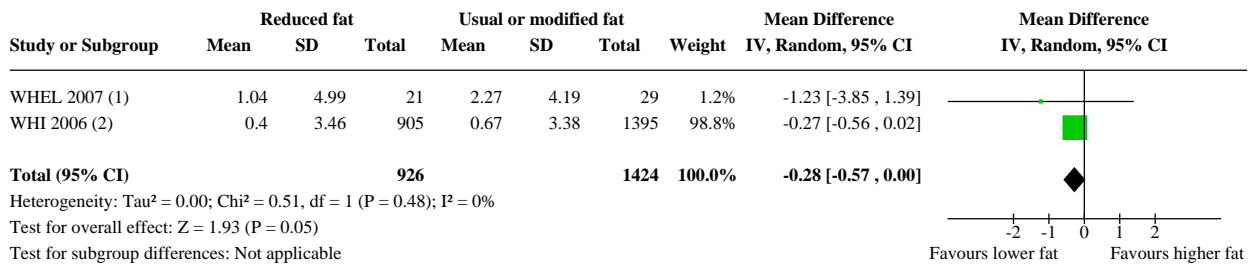 Reduced fat Usual or modified fat Mean Difference Mean Difference
Study or Subgroup Mean SD Total Mean SD Total Weight IV, Random, 95% CI IV, Random, 95% CI
WHEL 2007 (1) 1.04 4.99 21 2.27 4.19 29 1.2% -1.23 [-3.85 , 1.39]
WHI 2006 (2) 0.4 3.46 905 0.67 3.38 1395 98.8% -0.27 [-0.56 , 0.02]
Total (95% CI) 926 1424 100.0% -0.28 [-0.57 , 0.00]
Heterogeneity: Tau² = 0.00; Chi² = 0.51, df = 1 (P = 0.48); I² = 0%
Test for overall effect: Z = 1.93 (P = 0.05)
-2 -1 0 1 2
Test for subgroup differences: Not applicable Favours lower fat Favours higher fat